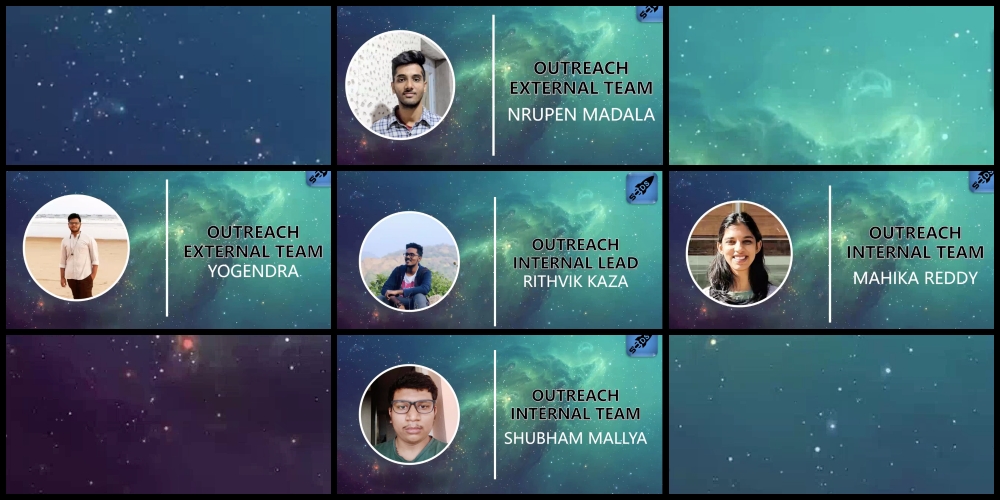 OUTREACH
EXTERNAL TEAM
NRUPEN MADALA
OUTREACH
EXTERNAL TEAM
YOGENDRA
OUTREACH
INTERNAL LEAD
RITHVIK KAZA
OUTREACH
INTERNAL TEAM
MAHIKA REDDY
OUTREACH
INTERNAL TEAM
SHUBHAM MALLYA